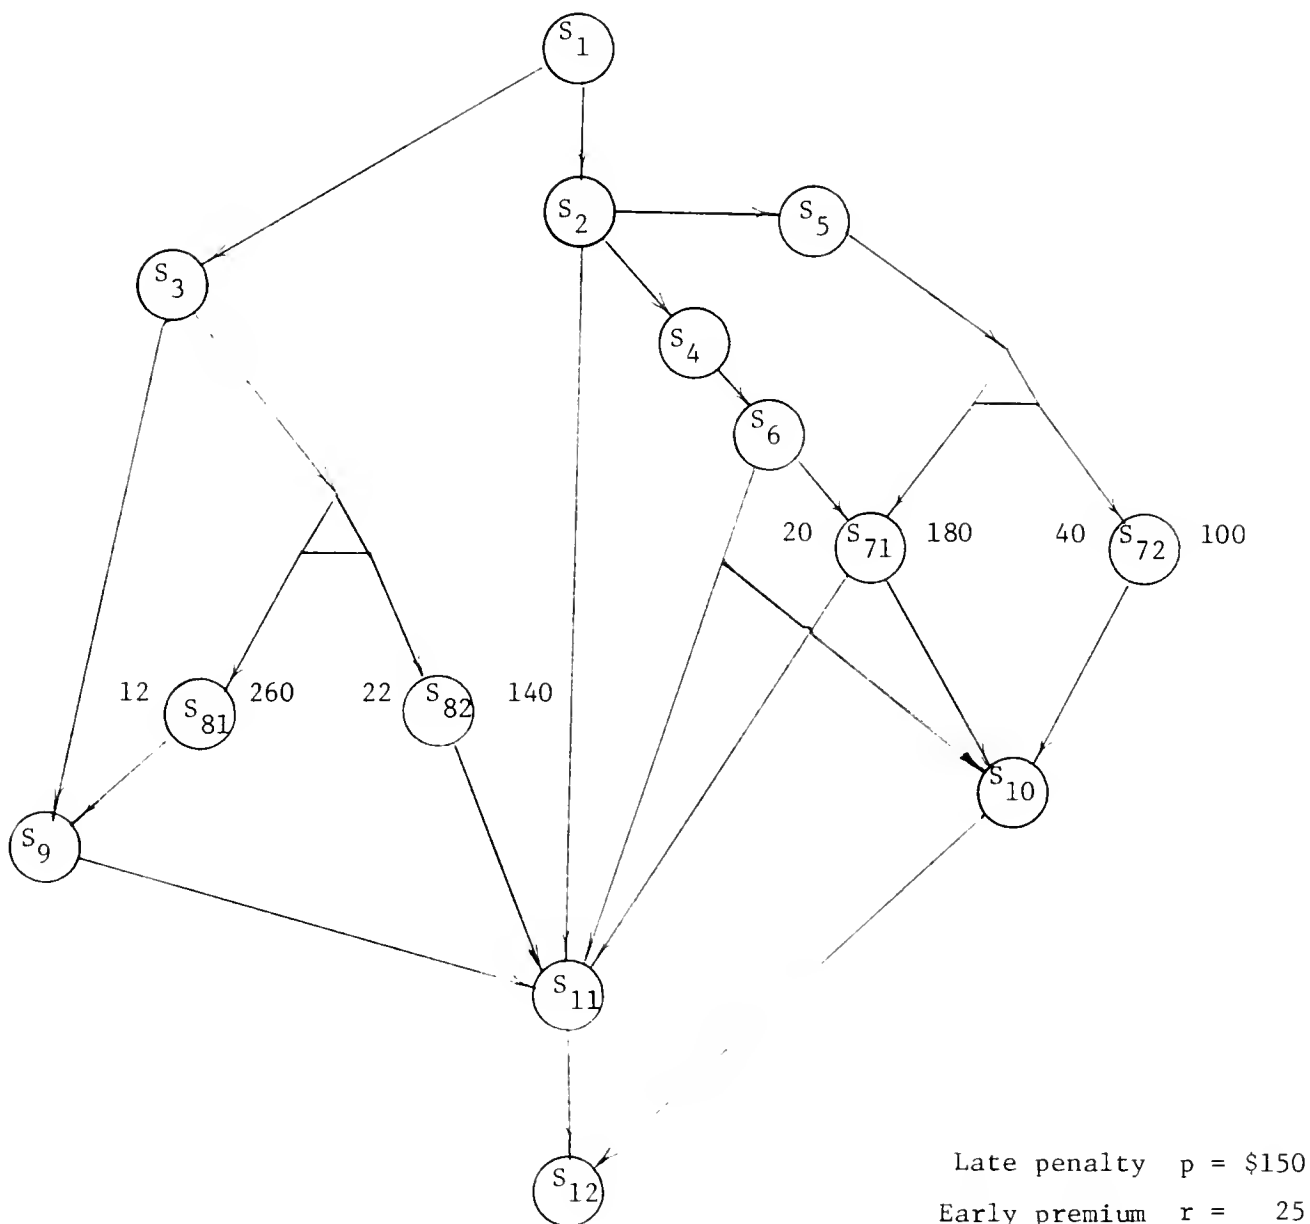 S1
S2
S5
S3
S4
S6
20 S71 180
40 S72 100
12 S81 260
22 S82 140
S10
S9
S11
S12
Late penalty p = $150
Early premium r = 25